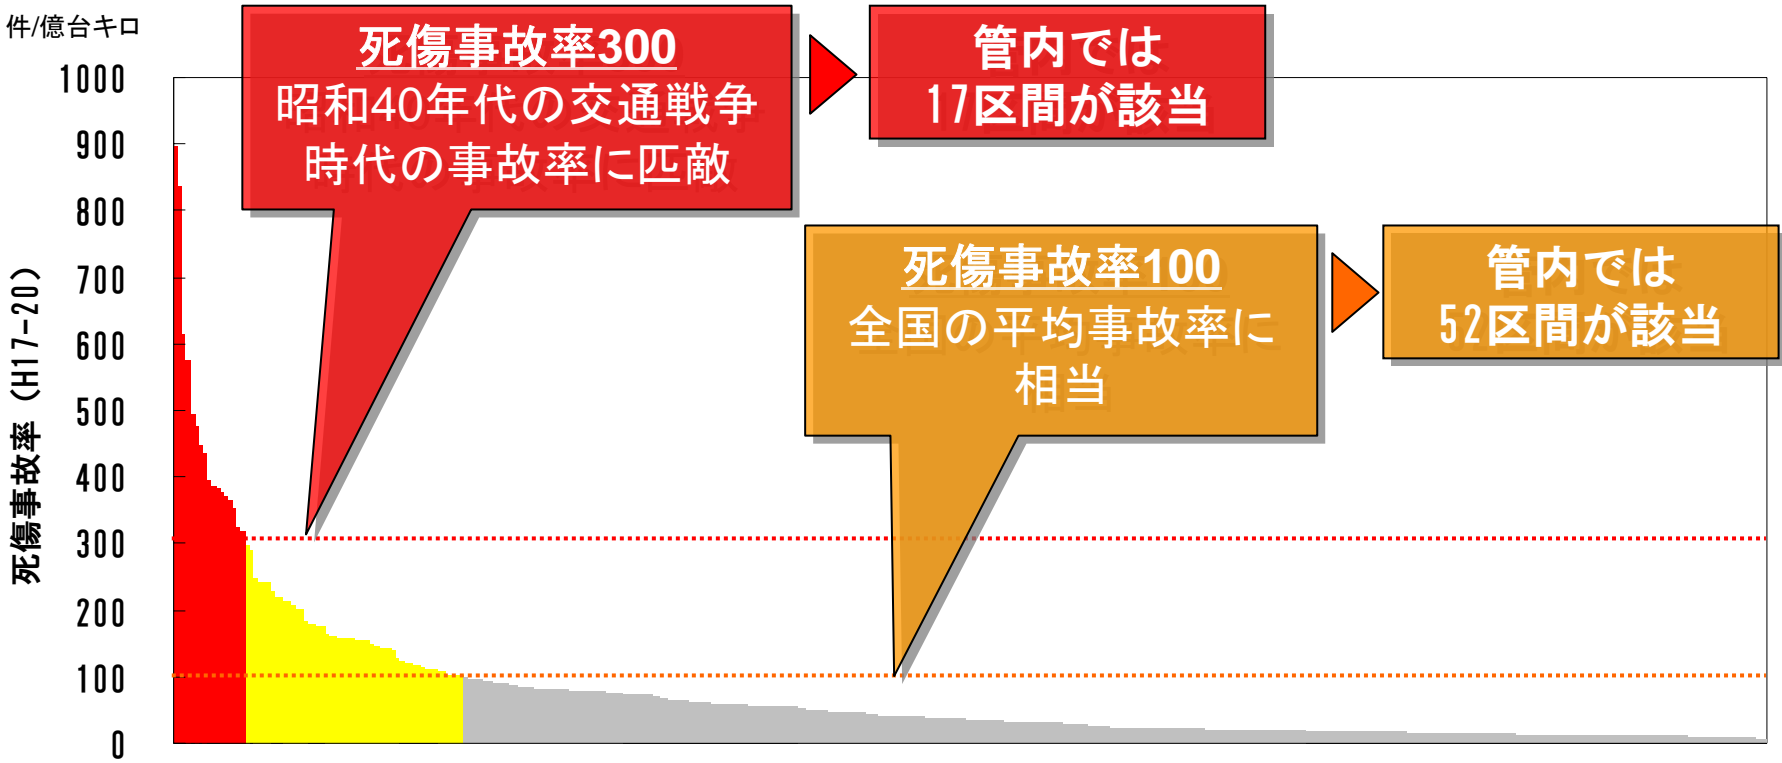 件/億台キロ
死傷事故率300
昭和40年代の交通戦争
時代の事故率に匹敵
管内では
17区間が該当
死傷事故率100
全国の平均事故率に
相当
管内では
52区間が該当
死傷事故率（H17-20）
1000
900
800
700
600
500
400
300
200
100
0